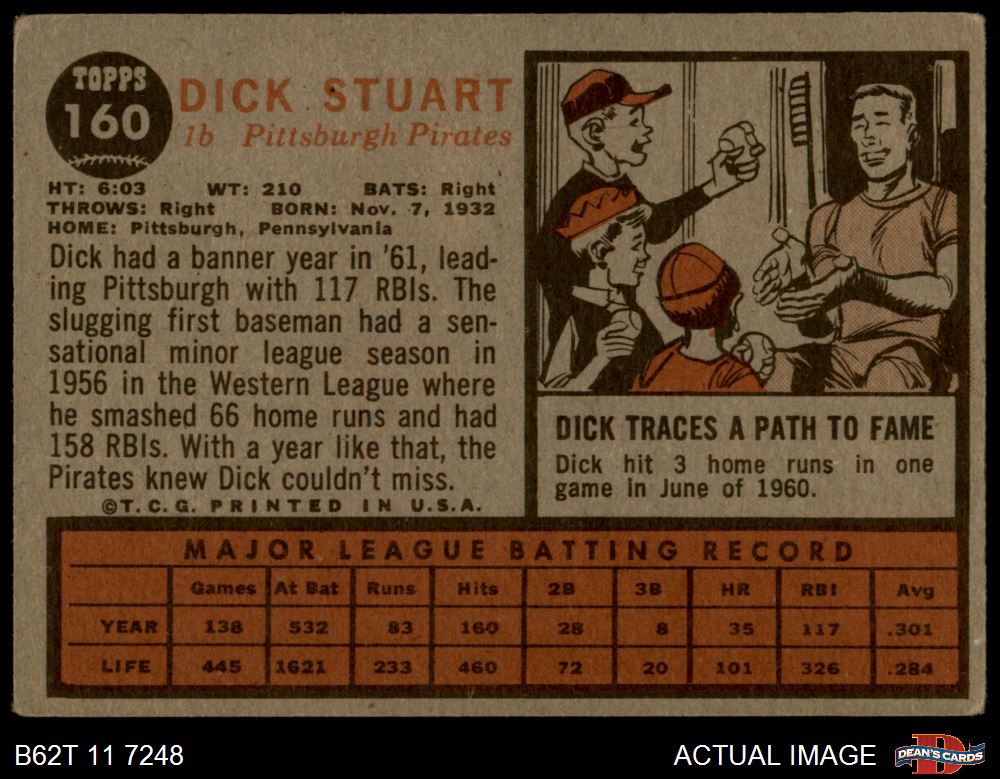 TOPPS
160
DICK STUART
1b Pittsburgh Pirates
HT: 6:03 WT: 210 BATS: Right
THROWS: Right BORN: Nov. 7, 1932
HOME: Pittsburgh, Pennsylvania
Dick had a banner year in '61, lead-
ing Pittsburgh with 117 RBIs. The
slugging first baseman had a sen-
sational minor league season in
1956 in the Western League where
he smashed 66 home runs and had
158 RBIs. With a year like that, the
Pirates knew Dick couldn't miss.
©T.C.G. PRINTED IN U.S.A.
DICK TRACES A PATH TO FAME
Dick hit 3 home runs in one
game in June of 1960.
MAJOR LEAGUE BATTING RECORD
Games At Bat Runs Hits 2B 3B HR RBI Avg
YEAR 138 532 83 160 28 8 35 117 .301
LIFE 445 1621 233 460 72 20 101 326 .284
B62T 11 7248
ACTUAL IMAGE
D
DEAN'S CARDS